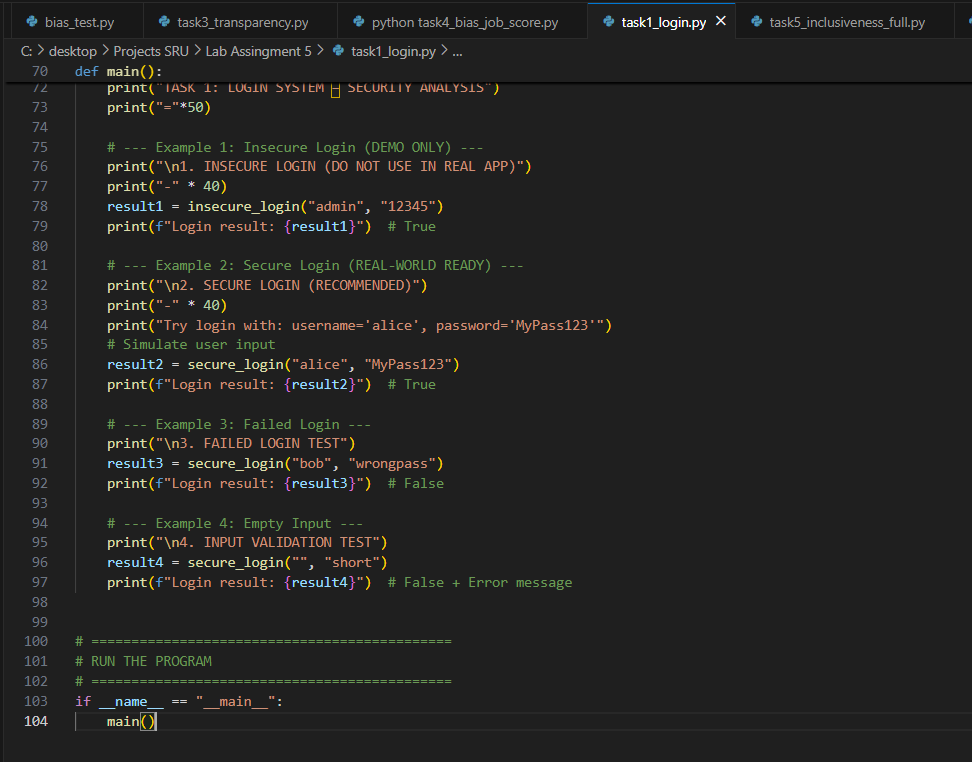 bias_test.py task3_transparency.py python task4_bias_job_score.py task1_login.py task5_inclusiveness_full.py
C: > desktop > Projects SRU > Lab Assingment 5 > task1_login.py > ...
70 def main():
72 print("TASK 1: LOGIN SYSTEM – SECURITY ANALYSIS")
73 print("="*50)
74
75 # --- Example 1: Insecure Login (DEMO ONLY) ---
76 print("\n1. INSECURE LOGIN (DO NOT USE IN REAL APP)")
77 print("-" * 40)
78 result1 = insecure_login("admin", "12345")
79 print(f"Login result: {result1}")  # True
80
81 # --- Example 2: Secure Login (REAL-WORLD READY) ---
82 print("\n2. SECURE LOGIN (RECOMMENDED)")
83 print("-" * 40)
84 print("Try login with: username='alice', password='MyPass123'")
85 # Simulate user input
86 result2 = secure_login("alice", "MyPass123")
87 print(f"Login result: {result2}")  # True
88
89 # --- Example 3: Failed Login ---
90 print("\n3. FAILED LOGIN TEST")
91 result3 = secure_login("bob", "wrongpass")
92 print(f"Login result: {result3}")  # False
93
94 # --- Example 4: Empty Input ---
95 print("\n4. INPUT VALIDATION TEST")
96 result4 = secure_login("", "short")
97 print(f"Login result: {result4}")  # False + Error message
98
99
100 # =============================================
101 # RUN THE PROGRAM
102 # =============================================
103 if __name__ == "__main__":
104 main()